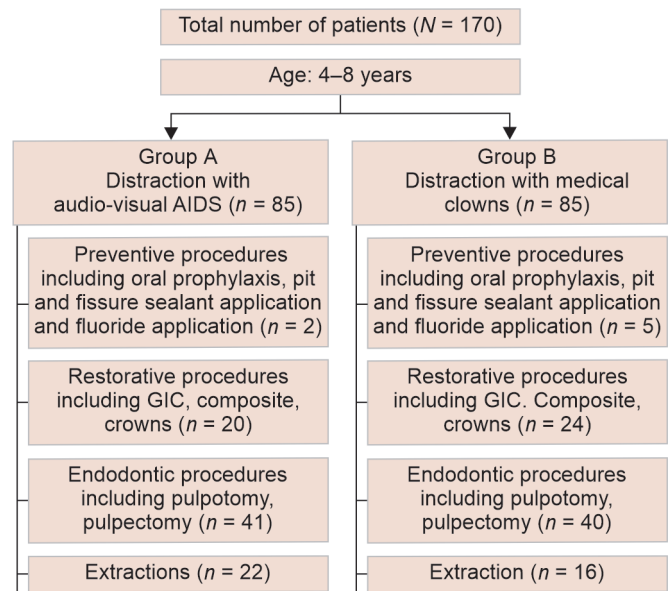 Total number of patients (N = 170)
Age: 4–8 years
Group A
Distraction with
audio-visual AIDS (n = 85)
Group B
Distraction with medical
clowns (n = 85)
Preventive procedures
including oral prophylaxis, pit
and fissure sealant application
and fluoride application (n = 2)
Preventive procedures
including oral prophylaxis, pit
and fissure sealant application
and fluoride application (n = 5)
Restorative procedures
including GIC, composite,
crowns (n = 20)
Restorative procedures
including GIC. Composite,
crowns (n = 24)
Endodontic procedures
including pulpotomy,
pulpectomy (n = 41)
Endodontic procedures
including pulpotomy,
pulpectomy (n = 40)
Extractions (n = 22)
Extraction (n = 16)